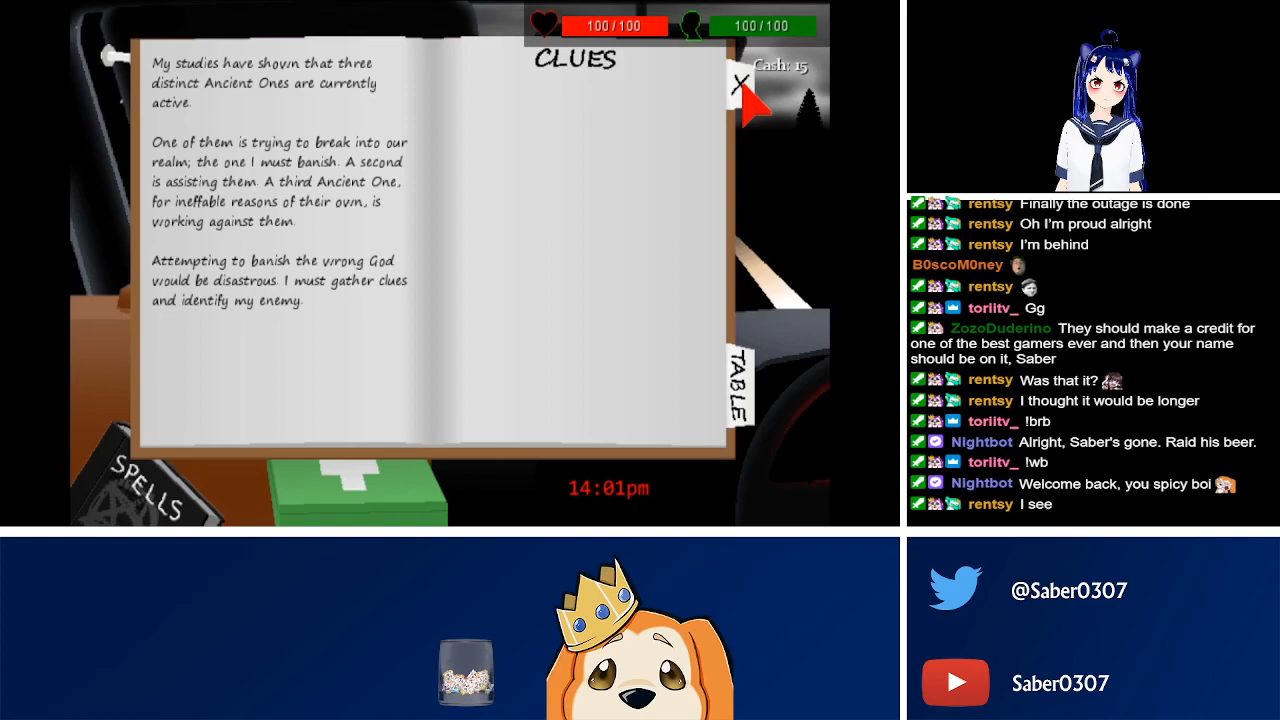 100/100
100/100
Cash: 15
My studies have shown that three
distinct Ancient Ones are currently
active.
One of them is trying to break into our
realm; the one I must banish. A second
is assisting them. A third Ancient One,
for ineffable reasons of their own, is
working against them.
Attempting to banish the wrong God
would be disastrous. I must gather clues
and identify my enemy.
CLUES
X
TABLE
SPELLS
14:01pm
rentsy Finally the outage is done
rentsy Oh I'm proud alright
rentsy I'm behind
B0scoM0ney
rentsy
toriitv_ Gg
ZozoDuderino They should make a credit for
one of the best gamers ever and then your name
should be on it, Saber
rentsy Was that it?
rentsy I thought it would be longer
toriitv_ !brb
Nightbot Alright, Saber's gone. Raid his beer.
toriitv_ !wb
Nightbot Welcome back, you spicy boi
rentsy I see
@Saber0307
Saber0307